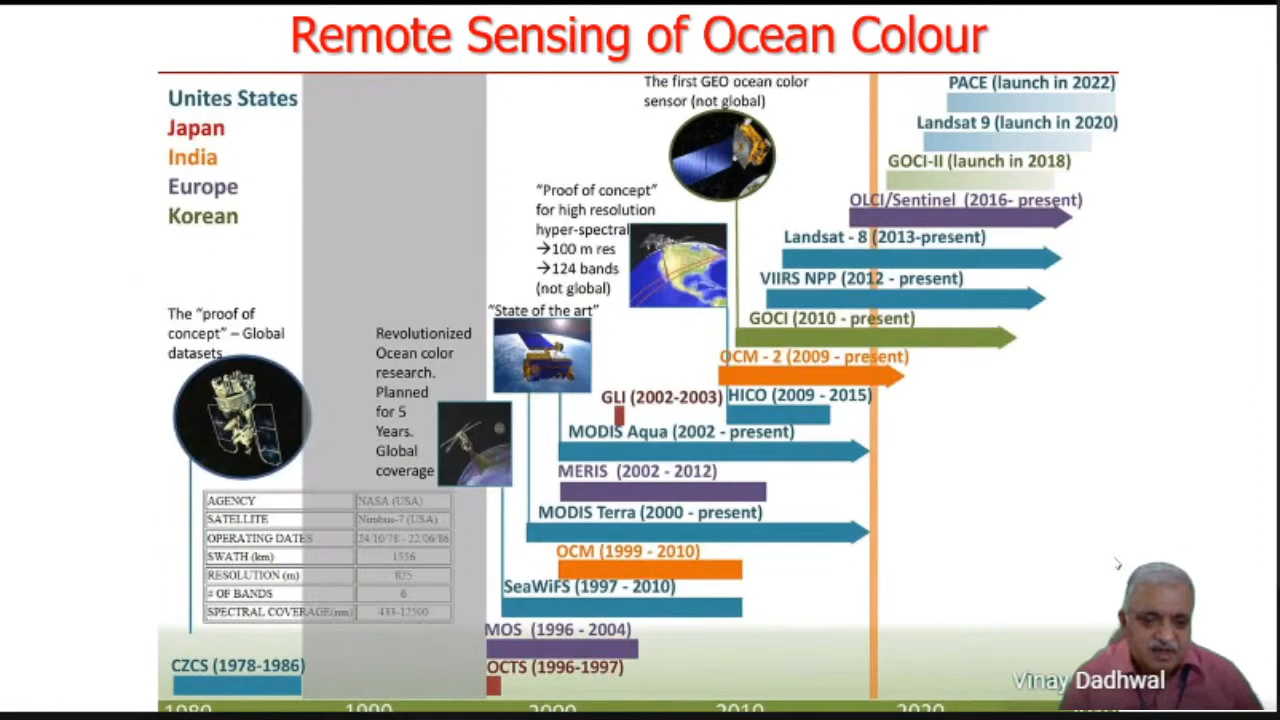 Remote Sensing of Ocean Colour
Unites States
Japan
India
Europe
Korean
The first GEO ocean color
sensor (not global)
PACE (launch in 2022)
Landsat 9 (launch in 2020)
GOCI-II (launch in 2018)
OLCI/Sentinel (2016- present)
Landsat - 8 (2013-present)
VIIRS NPP (2012 - present)
GOCI (2010 - present)
OCM - 2 (2009 - present)
HICO (2009 - 2015)
GLI (2002-2003)
MODIS Aqua (2002 - present)
MERIS (2002 - 2012)
MODIS Terra (2000 - present)
OCM (1999 - 2010)
SeaWiFS (1997 - 2010)
MOS (1996 - 2004)
OCTS (1996-1997)
CZCS (1978-1986)
"Proof of concept"
for high resolution
hyper-spectral
→100 m res
→124 bands
(not global)
"State of the art"
The "proof of
concept" – Global
datasets
Revolutionized
Ocean color
research.
Planned
for 5
Years.
Global
coverage
AGENCY NASA (USA)
SATELLITE Nimbus-7 (USA)
OPERATING DATES 24/10/78 - 22/06/86
SWATH (km) 1556
RESOLUTION (m) 825
# OF BANDS 6
SPECTRAL COVERAGE(nm) 433-12500
1980 1990 2000 2010 2020
Vinay Dadhwal